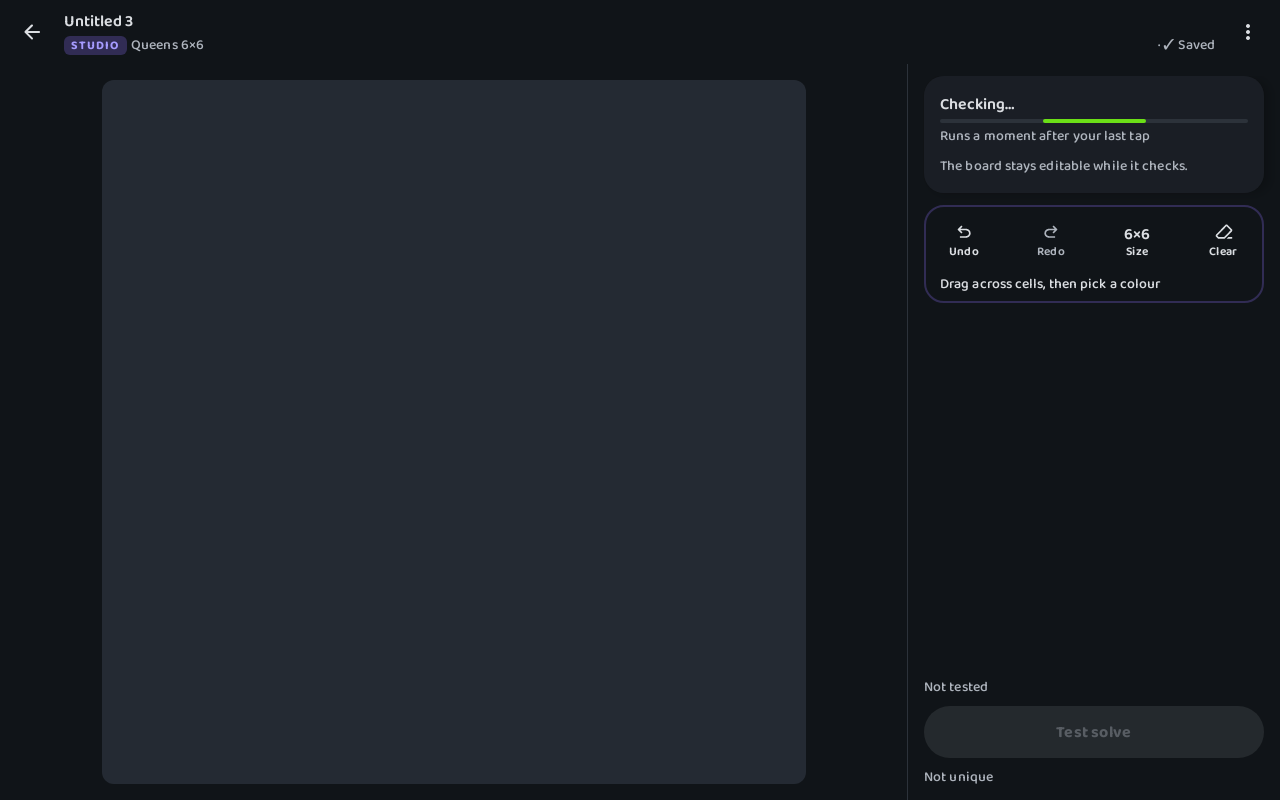 Untitled 3
STUDIO Queens 6×6
· ✓ Saved
Checking…
Runs a moment after your last tap
The board stays editable while it checks.
Undo
Redo
6×6
Size
Clear
Drag across cells, then pick a colour
Not tested
Test solve
Not unique